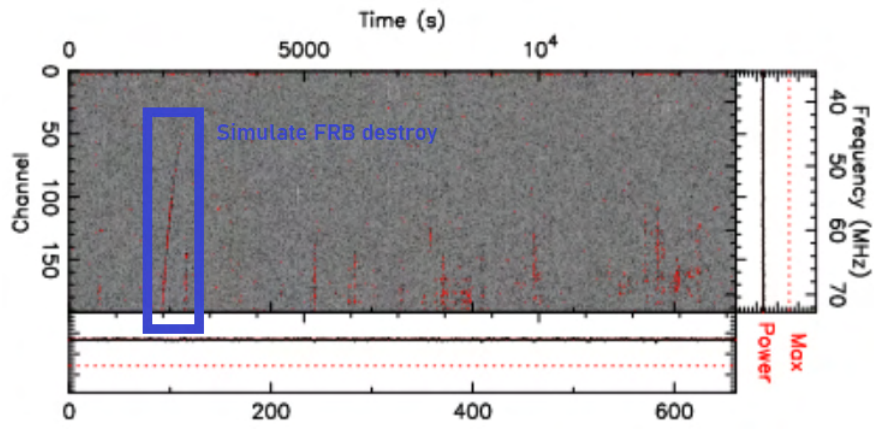 Time (s)
0 5000 10⁴
0
50
100
150
Channel
Simulate FRB destroy
40
50
60
70
Frequency (MHz)
Power
Max
0 200 400 600